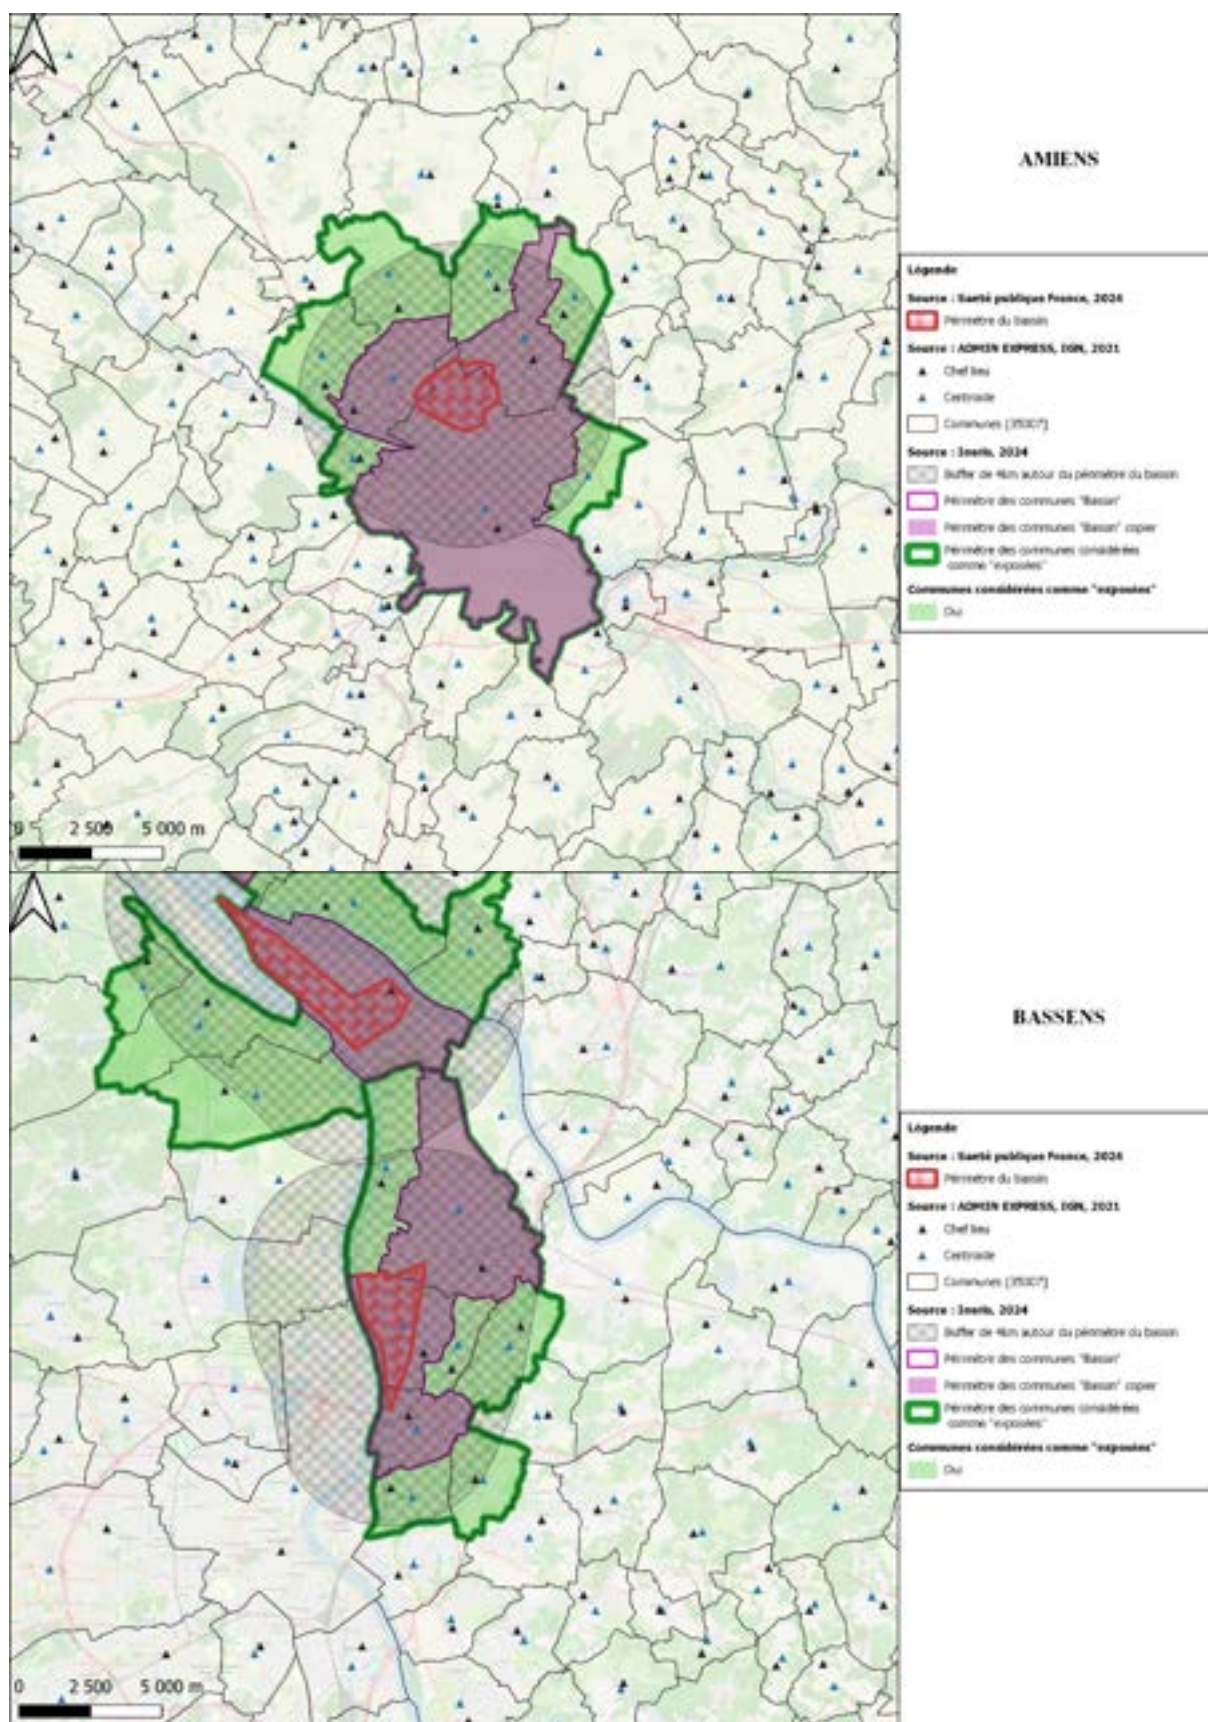 AMIENS
Légende
Source : Santé publique France, 2024
Périmètre du bassin
Source : ADMIN EXPRESS, IGN, 2021
Chef lieu
Centroïde
Communes [35007]
Source : Ineris, 2024
Buffer de 4km autour du périmètre du bassin
Périmètre des communes "Bassin"
Périmètre des communes "Bassin" copier
Périmètre des communes considérées
comme "exposées"
Communes considérées comme "exposées"
Oui
0 2 500 5 000 m
BASSENS
Légende
Source : Santé publique France, 2024
Périmètre du bassin
Source : ADMIN EXPRESS, IGN, 2021
Chef lieu
Centroïde
Communes [35007]
Source : Ineris, 2024
Buffer de 4km autour du périmètre du bassin
Périmètre des communes "Bassin"
Périmètre des communes "Bassin" copier
Périmètre des communes considérées
comme "exposées"
Communes considérées comme "exposées"
Oui
0 2 500 5 000 m